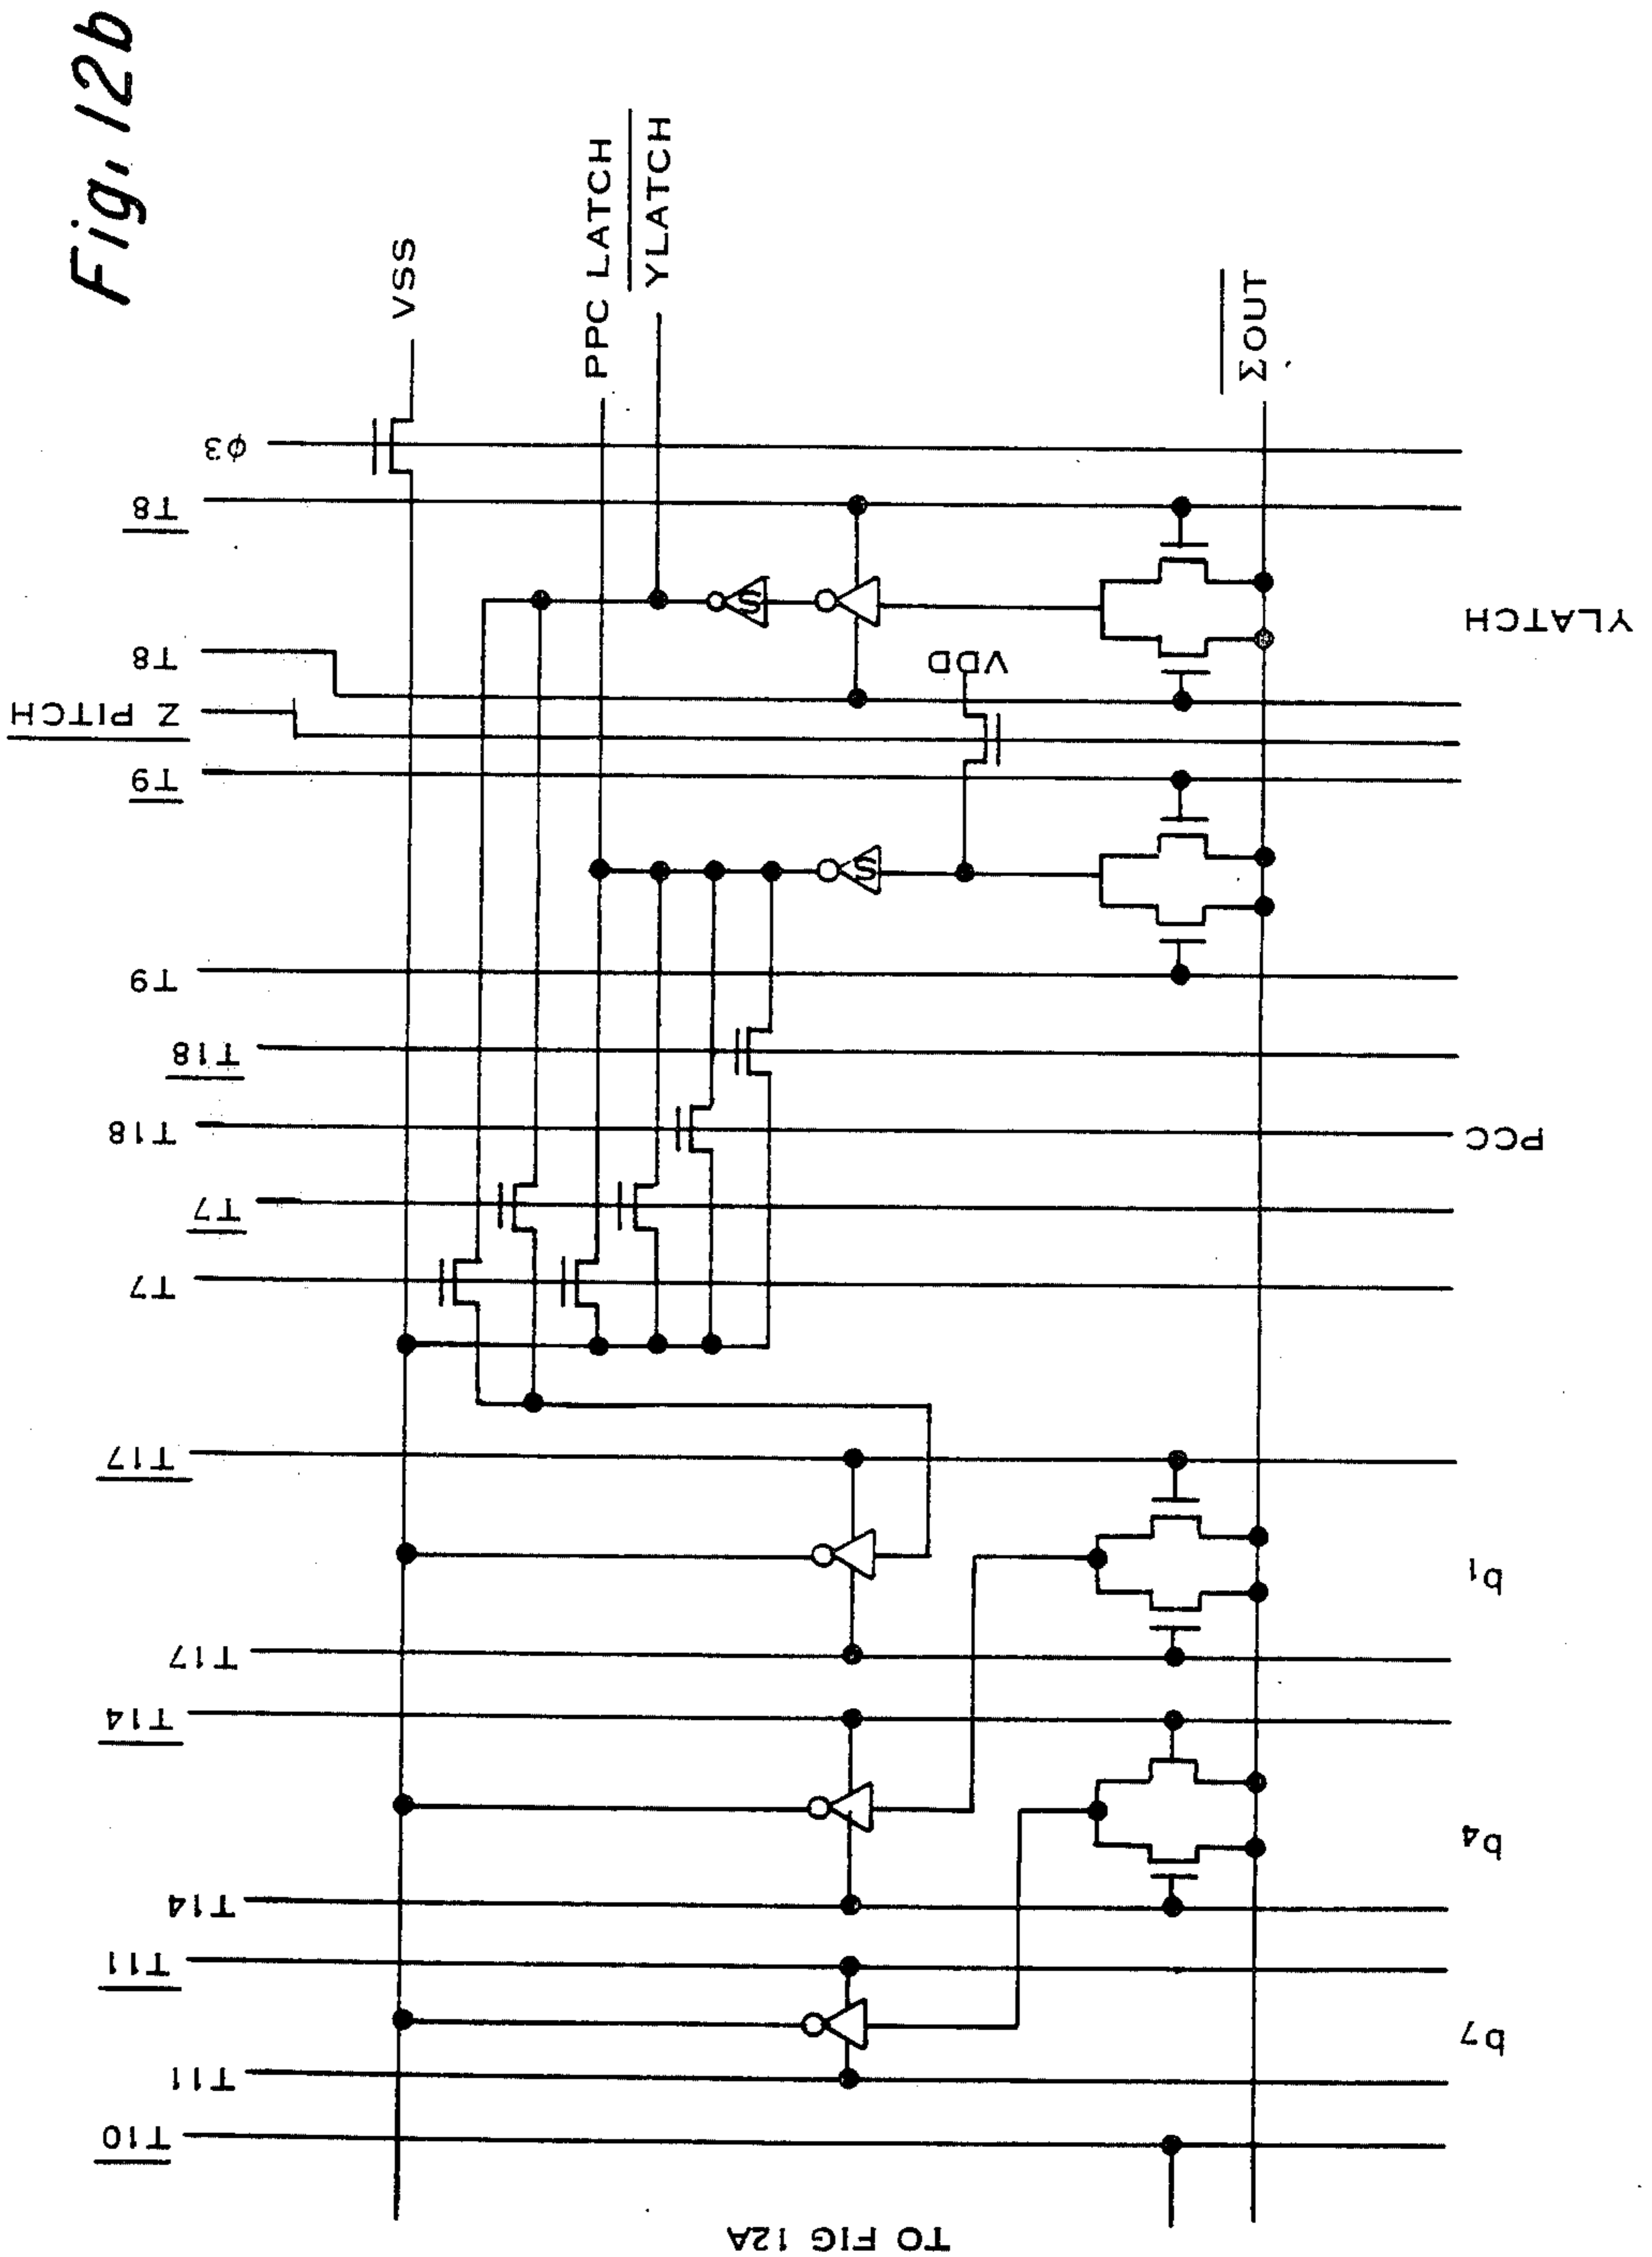 Fig. 12b
VSS
PPC LATCH
YLATCH
ΣOUT
φ3
T8
T8
Z PITCH
T9
T9
T18
T18
T7
T7
T17
T17
T14
T14
T11
T11
T10
S
VDD
S
YLATCH
PCC
b1
b4
b7
TO FIG 12A